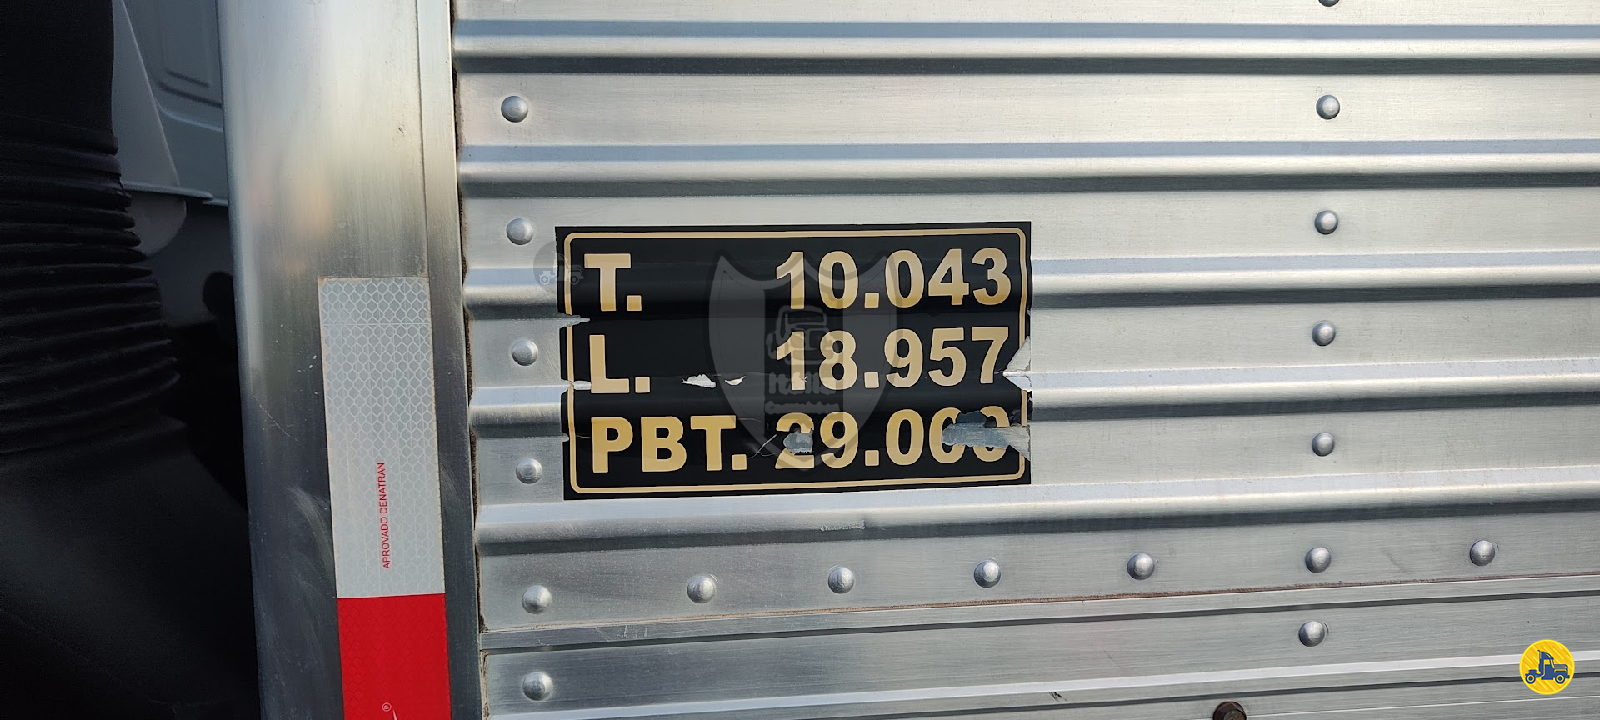 T. 10.043
L. 18.957
PBT. 29.000
APROVADO DENATRAN